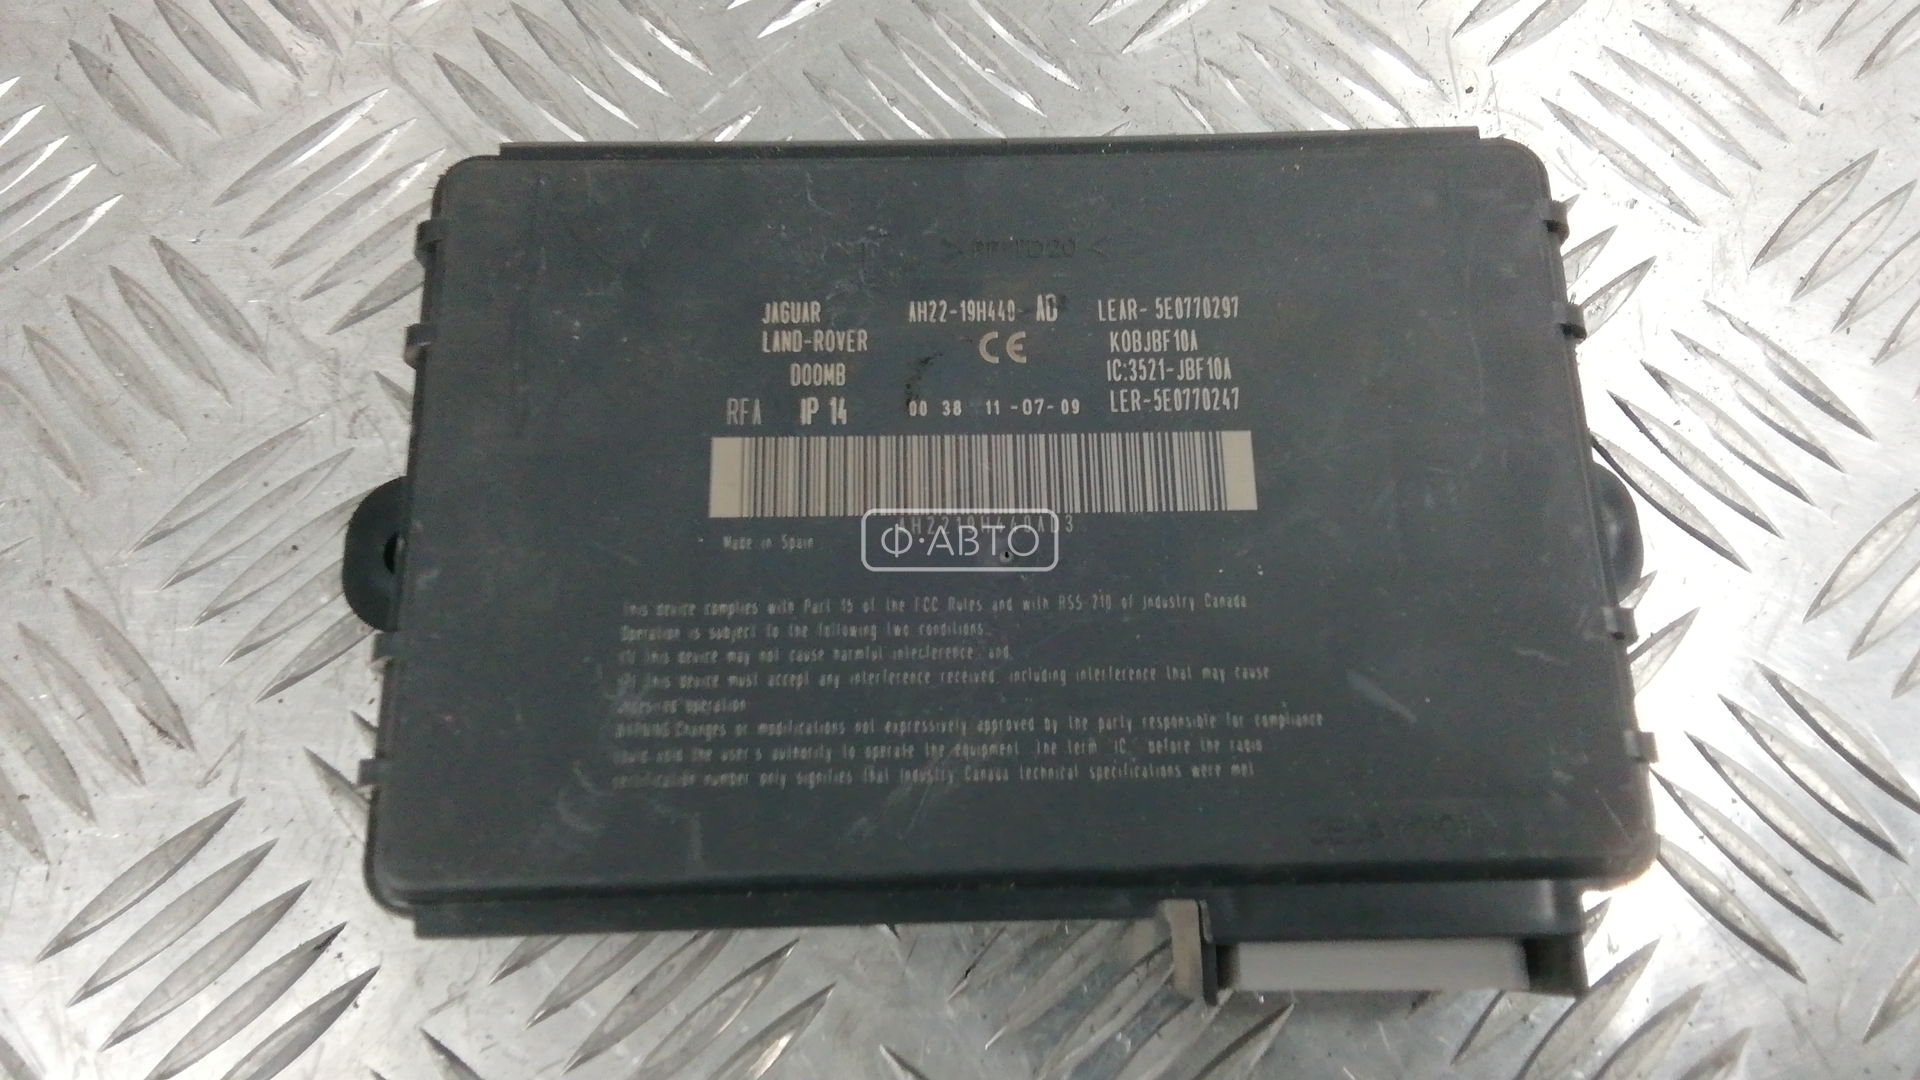 JAGUAR AH22-19H440- AD LEAR- 5E0770297
LAND-ROVER CE KOBJBF10A
DOOMB IC:3521-JBF10A
RFA IP 14 00 38 11-07-09 LER-5E0770247
Ф·АВТО
Made in Spain
This device complies with Part 15 of the FCC Rules and with RSS 210 of Industry Canada
Operation is subject to the following two conditions.
this device may not cause harmful interference, and
this device must accept any interference received, including interference that may cause
undesired operation
WARNING Changes or modifications not expressively approved by the party responsible for compliance
could void the user's authority to operate the equipment. The term "IC:" before the radio
certification number only signifies that Industry Canada technical specifications were met